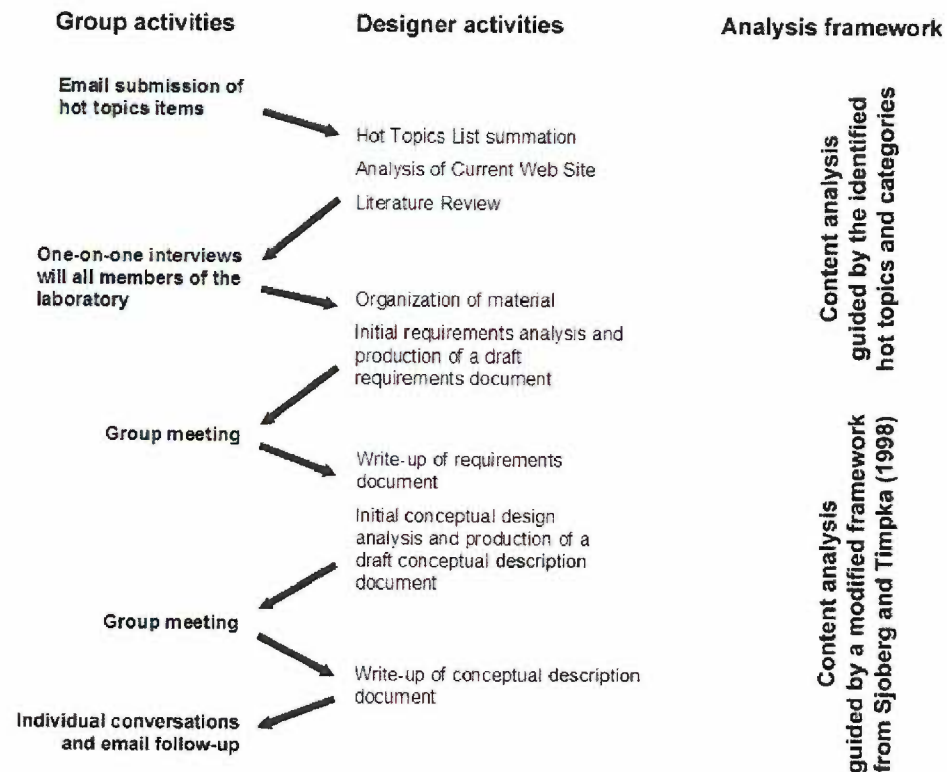 Group activities
Designer activities
Analysis framework
Email submission of
hot topics items
Hot Topics List summation
Analysis of Current Web Site
Literature Review
One-on-one interviews
will all members of the
laboratory
Organization of material
Initial requirements analysis and
production of a draft
requirements document
Group meeting
Write-up of requirements
document
Initial conceptual design
analysis and production of a
draft conceptual description
document
Group meeting
Write-up of conceptual description
document
Individual conversations
and email follow-up
Content analysis
guided by the identified
hot topics and categories
Content analysis
guided by a modified framework
from Sjoberg and Timpka (1998)